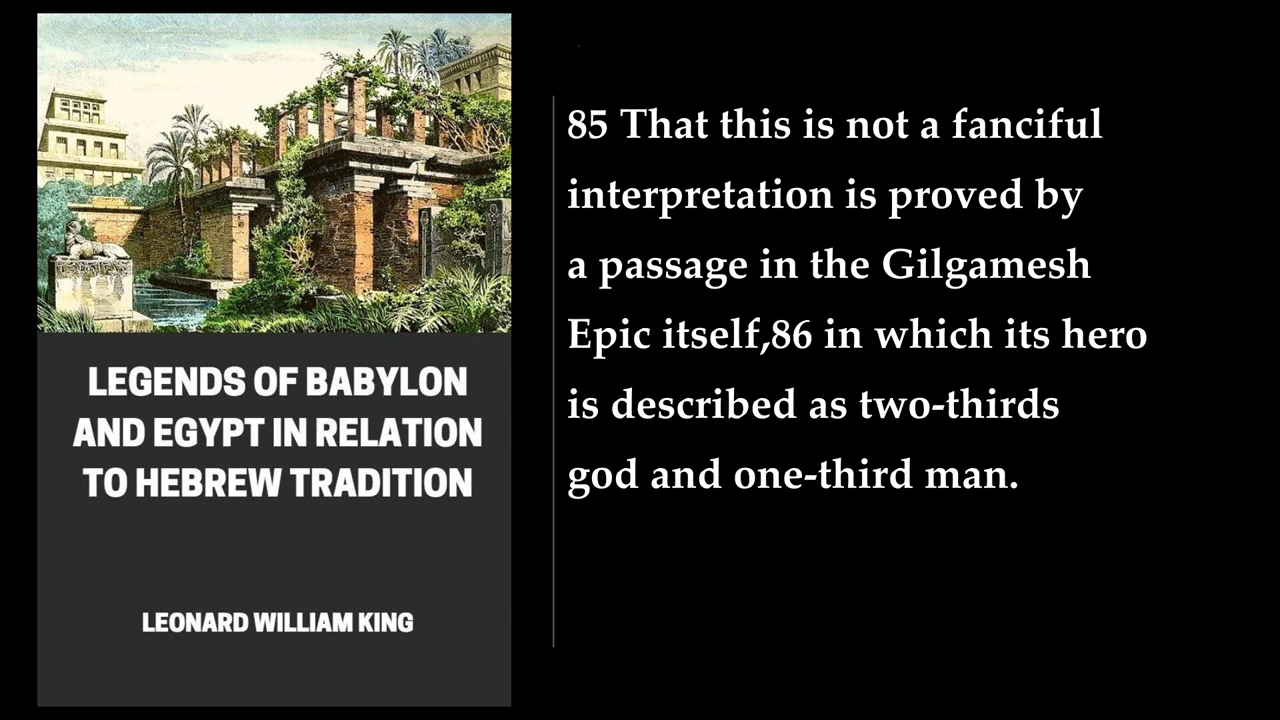 LEGENDS OF BABYLON
AND EGYPT IN RELATION
TO HEBREW TRADITION
LEONARD WILLIAM KING
85 That this is not a fanciful
interpretation is proved by
a passage in the Gilgamesh
Epic itself,86 in which its hero
is described as two-thirds
god and one-third man.